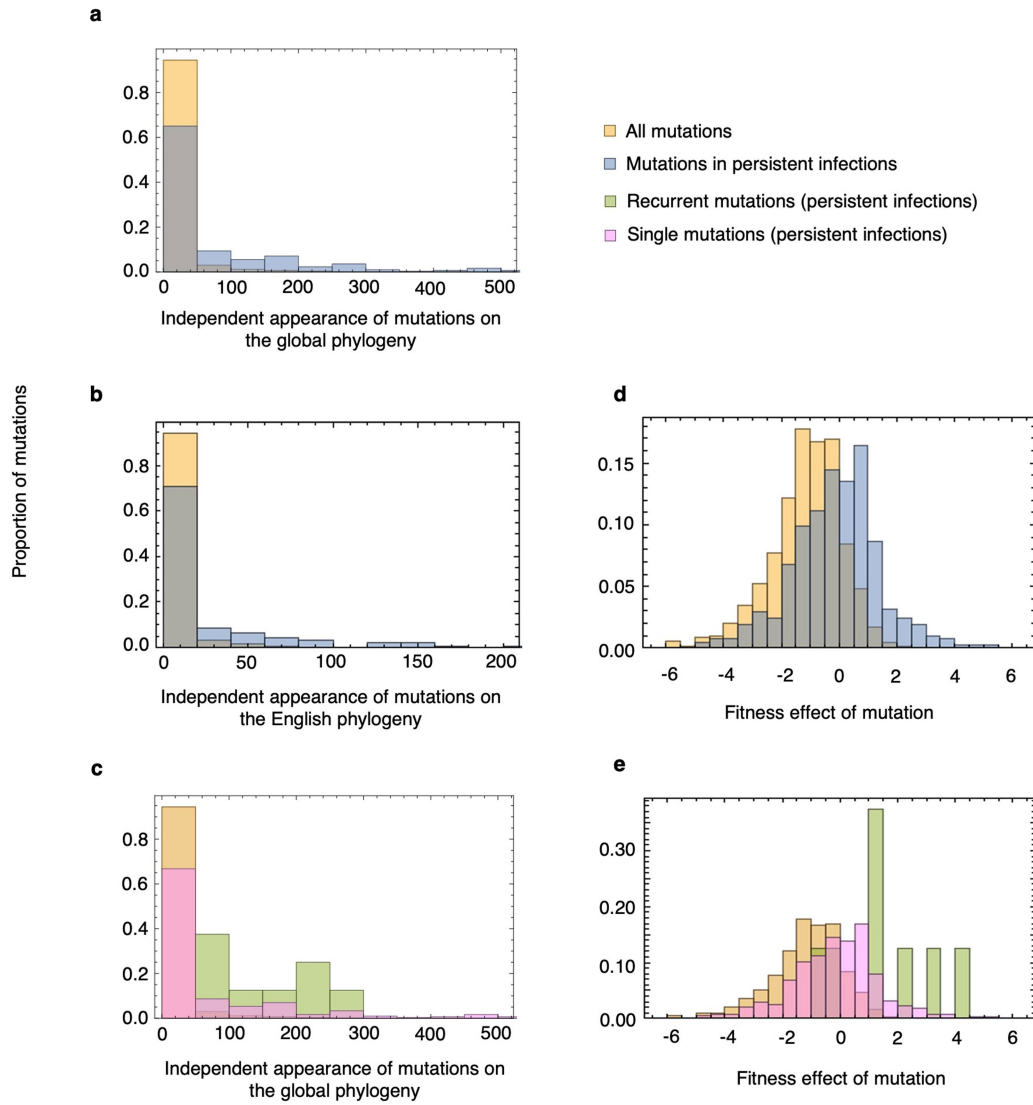 a
0.8
0.6
0.4
0.2
0.0
0 100 200 300 400 500
Independent appearance of mutations on
the global phylogeny
All mutations
Mutations in persistent infections
Recurrent mutations (persistent infections)
Single mutations (persistent infections)
Proportion of mutations
b
0.8
0.6
0.4
0.2
0.0
0 50 100 150 200
Independent appearance of mutations on
the English phylogeny
d
0.15
0.10
0.05
0.00
-6 -4 -2 0 2 4 6
Fitness effect of mutation
c
0.8
0.6
0.4
0.2
0.0
0 100 200 300 400 500
Independent appearance of mutations on
the global phylogeny
e
0.30
0.20
0.10
0.00
-6 -4 -2 0 2 4 6
Fitness effect of mutation